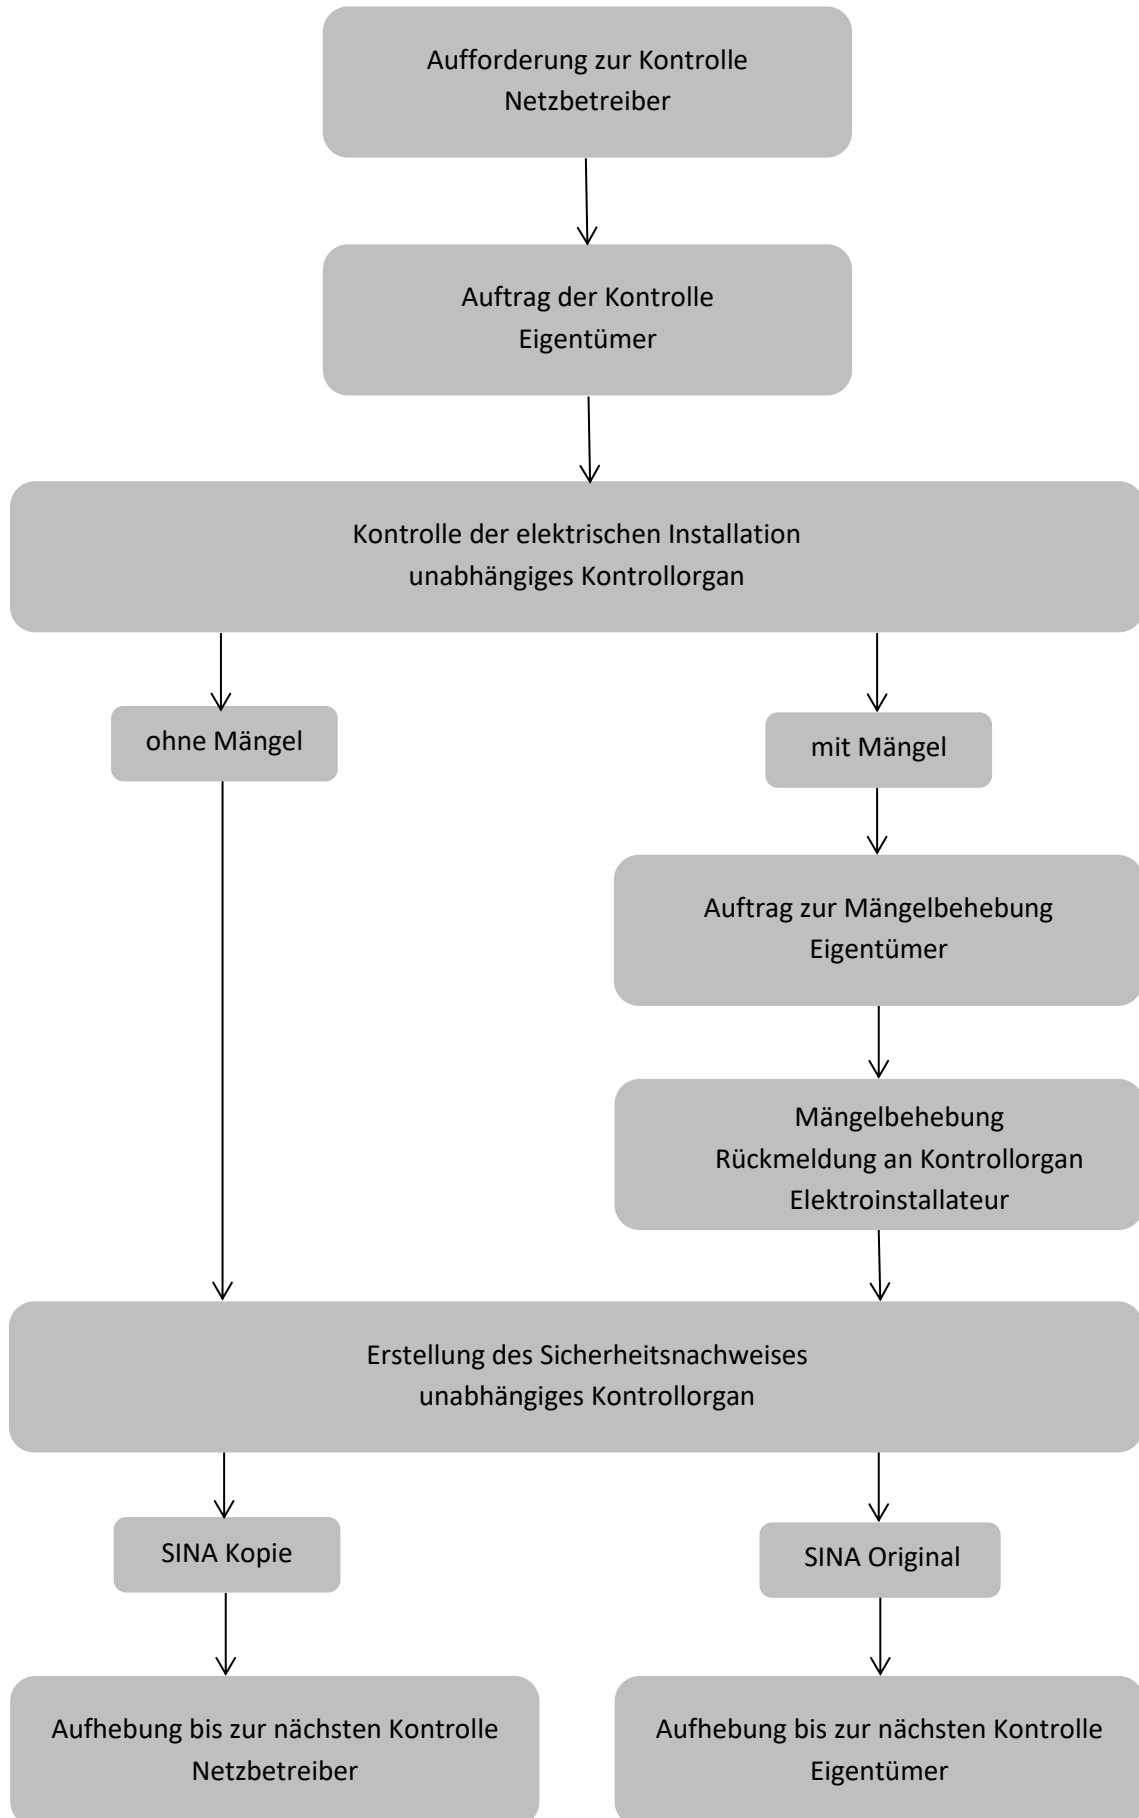 Aufforderung zur Kontrolle
Netzbetreiber
Auftrag der Kontrolle
Eigentümer
Kontrolle der elektrischen Installation
unabhängiges Kontrollorgan
ohne Mängel
mit Mängel
Auftrag zur Mängelbehebung
Eigentümer
Mängelbehebung
Rückmeldung an Kontrollorgan
Elektroinstallateur
Erstellung des Sicherheitsnachweises
unabhängiges Kontrollorgan
SINA Kopie
SINA Original
Aufhebung bis zur nächsten Kontrolle
Netzbetreiber
Aufhebung bis zur nächsten Kontrolle
Eigentümer